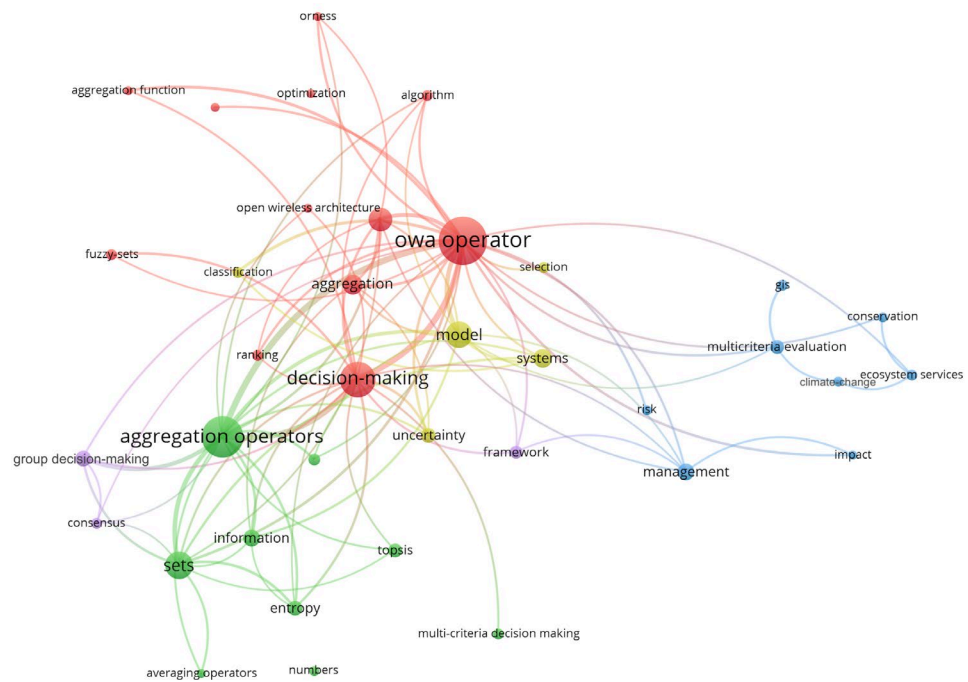 orness
aggregation function
optimization
algorithm
open wireless architecture
owa operator
fuzzy-sets
classification
selection
aggregation
gis
conservation
model
multicriteria evaluation
ranking
systems
decision-making
climate-change
ecosystem services
risk
aggregation operators
uncertainty
group decision-making
framework
impact
management
consensus
information
topsis
sets
entropy
multi-criteria decision making
averaging operators
numbers